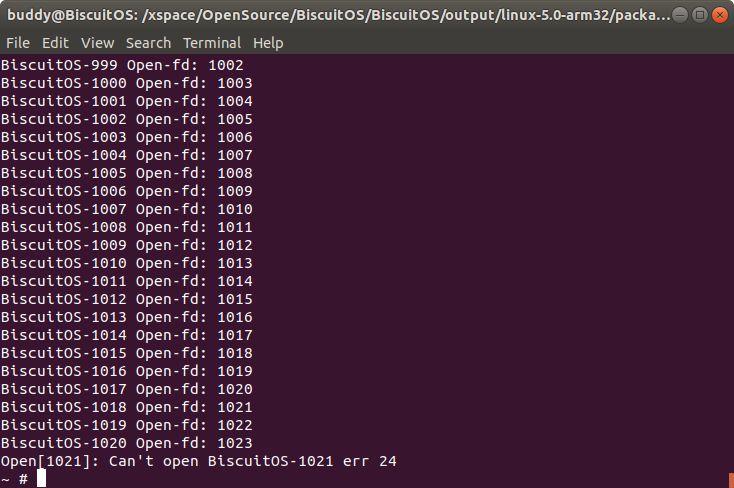 buddy@BiscuitOS: /xspace/OpenSource/BiscuitOS/BiscuitOS/output/linux-5.0-arm32/packa...
File Edit View Search Terminal Help
BiscuitOS-999 Open-fd: 1002
BiscuitOS-1000 Open-fd: 1003
BiscuitOS-1001 Open-fd: 1004
BiscuitOS-1002 Open-fd: 1005
BiscuitOS-1003 Open-fd: 1006
BiscuitOS-1004 Open-fd: 1007
BiscuitOS-1005 Open-fd: 1008
BiscuitOS-1006 Open-fd: 1009
BiscuitOS-1007 Open-fd: 1010
BiscuitOS-1008 Open-fd: 1011
BiscuitOS-1009 Open-fd: 1012
BiscuitOS-1010 Open-fd: 1013
BiscuitOS-1011 Open-fd: 1014
BiscuitOS-1012 Open-fd: 1015
BiscuitOS-1013 Open-fd: 1016
BiscuitOS-1014 Open-fd: 1017
BiscuitOS-1015 Open-fd: 1018
BiscuitOS-1016 Open-fd: 1019
BiscuitOS-1017 Open-fd: 1020
BiscuitOS-1018 Open-fd: 1021
BiscuitOS-1019 Open-fd: 1022
BiscuitOS-1020 Open-fd: 1023
Open[1021]: Can't open BiscuitOS-1021 err 24
~ #